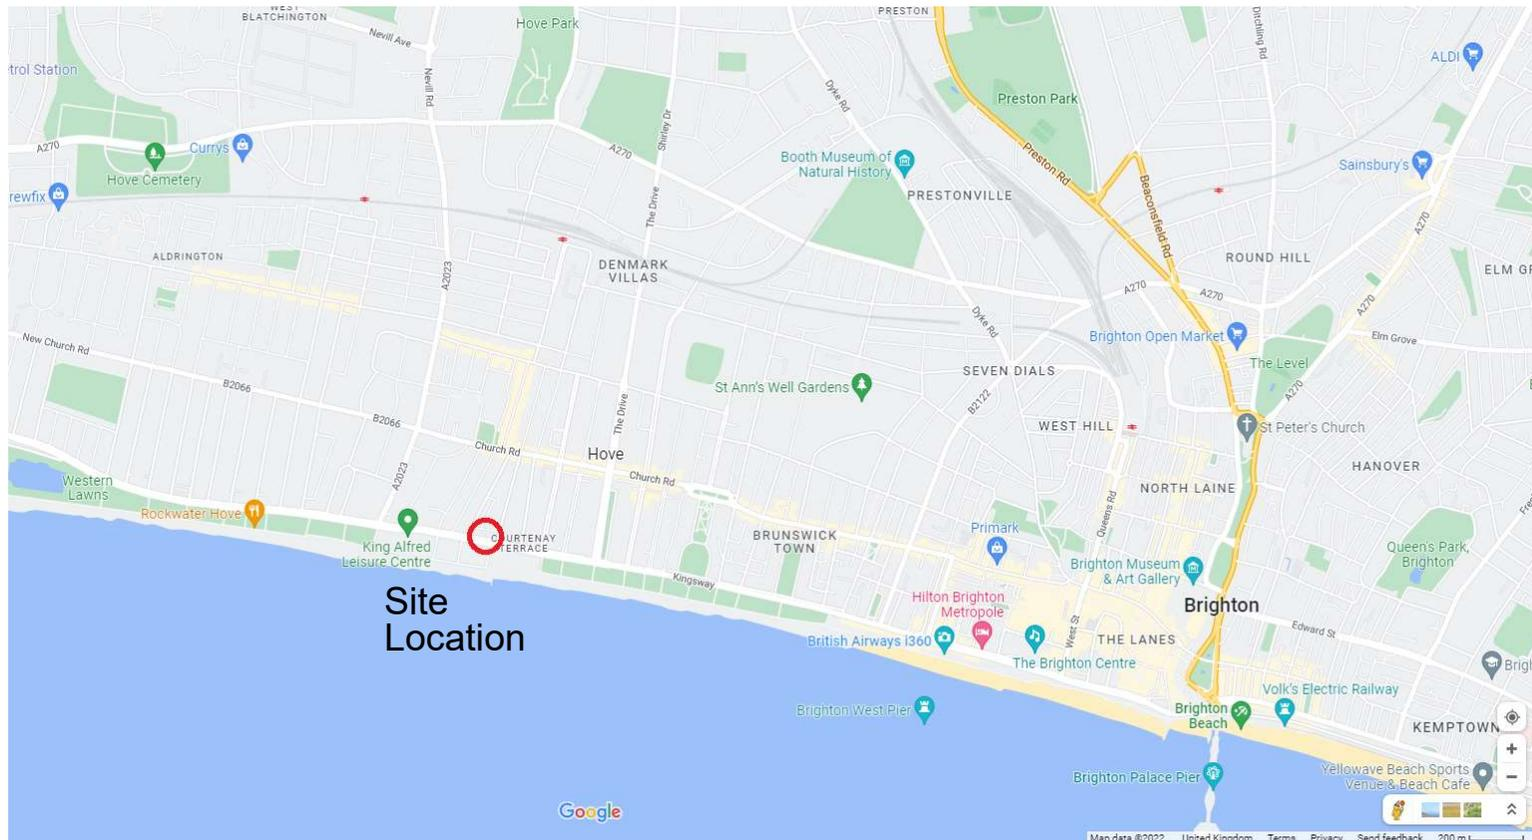 WEST
BLATCHINGTON
Hove Park
PRESTON
Nevill Ave
Ditchling Rd
ALDI
etrol Station
Nevill Rd
Dyke Rd
Preston Park
Shirley Dr
A270
Currys
A270
Preston Rd
Booth Museum of
Natural History
Sainsbury's
Hove Cemetery
rewfix
The Drive
PRESTONVILLE
Beaconsfield Rd
A270
ALDRINGTON
DENMARK
VILLAS
A2023
ROUND HILL
ELM GR
A270
A270
A270
Dyke Rd
Brighton Open Market
Elm Grove
New Church Rd
The Level
SEVEN DIALS
B2066
St Ann's Well Gardens
B2122
A270
The Drive
B2066
WEST HILL
St Peter's Church
Church Rd
Hove
HANOVER
A2023
Church Rd
Western
Lawns
NORTH LAINE
Rockwater Hove
Queens Rd
Primark
COURTENAY
TERRACE
BRUNSWICK
TOWN
King Alfred
Leisure Centre
Queen's Park,
Brighton
Brighton Museum
& Art Gallery
Kingsway
Site
Location
Hilton Brighton
Metropole
Brighton
West St
Edward St
British Airways i360
THE LANES
The Brighton Centre
Brigh
Volk's Electric Railway
Brighton West Pier
Brighton
Beach
KEMPTOWN
Brighton Palace Pier
Yellowave Beach Sports
Venue & Beach Cafe
Google
Map data ©2022 United Kingdom Terms Privacy Send feedback 200 m